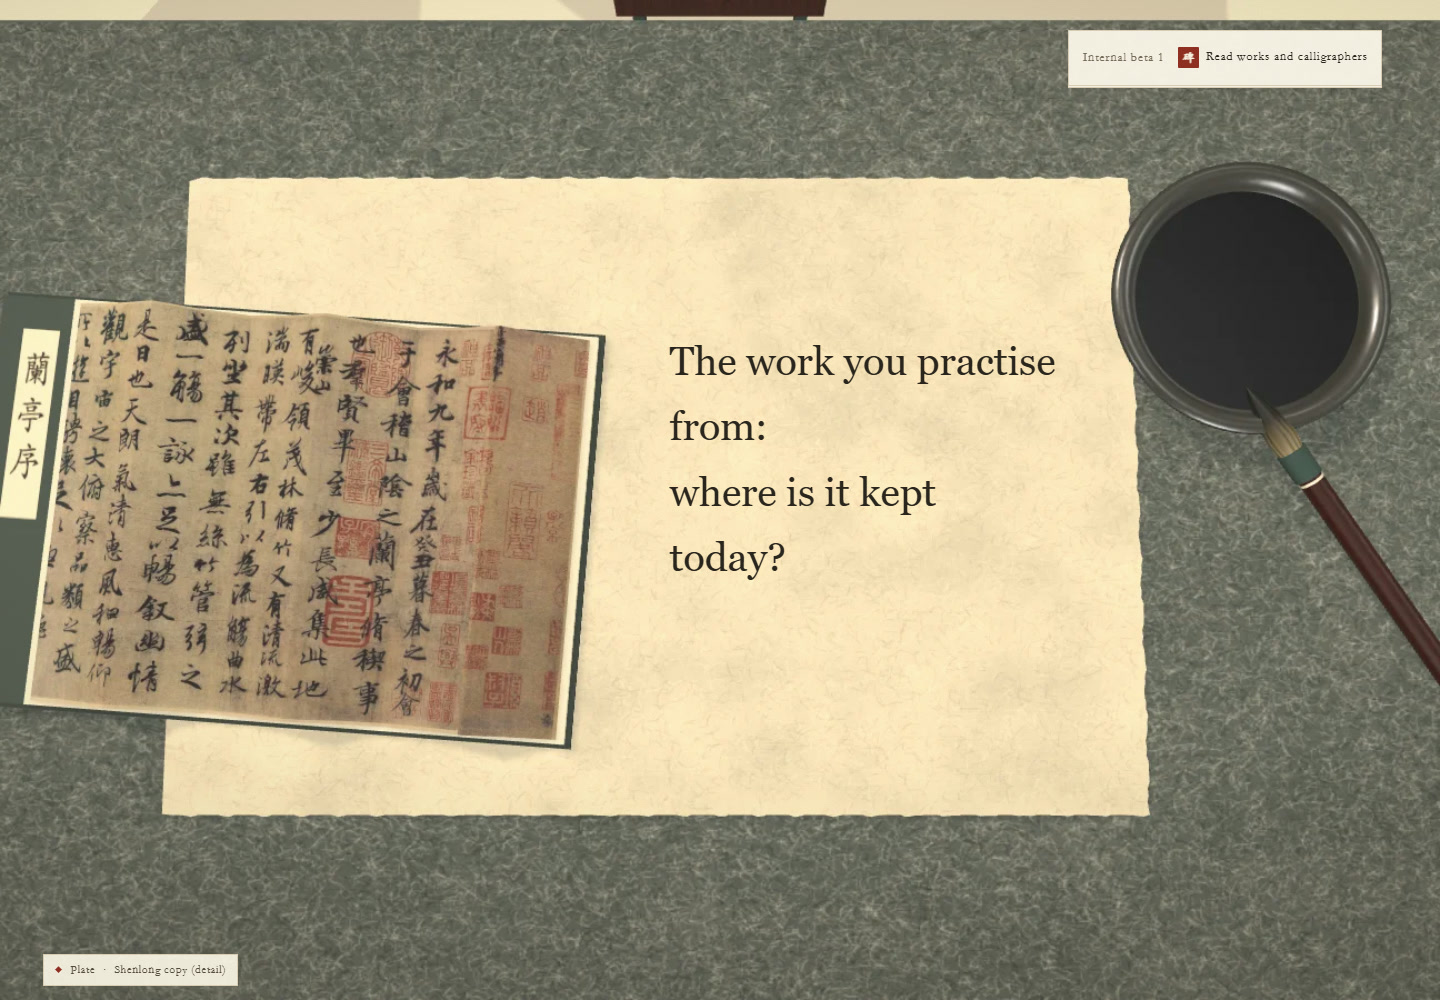 Internal beta 1
Read works and calligraphers
蘭亭序
永和九年歲在癸丑暮春之初會
于會稽山陰之蘭亭脩稧事
也羣賢畢至少長咸集此地
有崇山峻領茂林脩竹又有清流激
湍暎帶左右引以為流觴曲水
列坐其次雖無絲竹管弦之
盛一觴一詠上足以暢敘幽情
是日也天朗氣清惠風和暢仰
觀宇宙之大俯察品類之盛
The work you practise
from:
where is it kept
today?
Plate · Shenlong copy (detail)